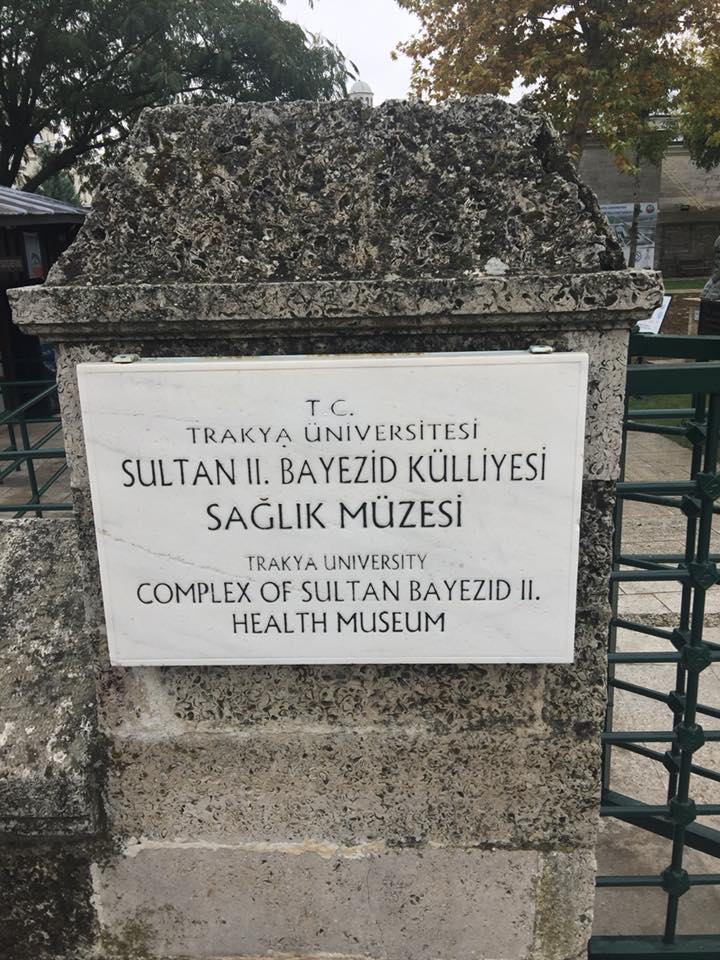 T.C.
TRAKYA ÜNİVERSİTESİ
SULTAN II. BAYEZİD KÜLLİYESİ
SAĞLIK MÜZESİ
TRAKYA UNIVERSITY
COMPLEX OF SULTAN BAYEZID II.
HEALTH MUSEUM